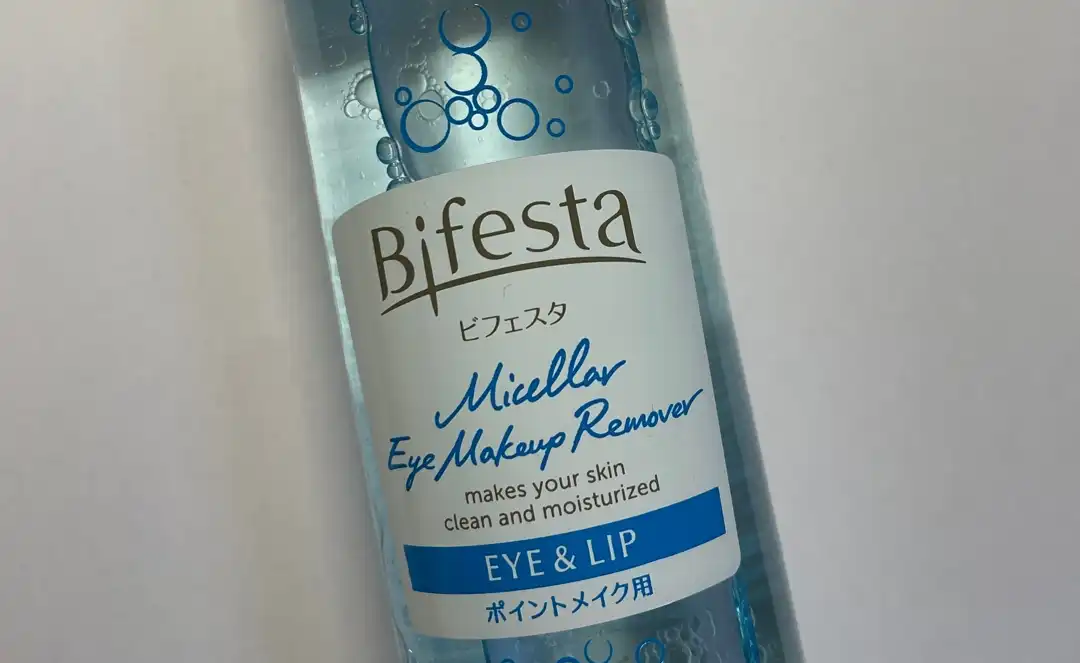 Bifesta
ビフェスタ
Micellar
Eye Makeup Remover
makes your skin
clean and moisturized
EYE & LIP
ポイントメイク用